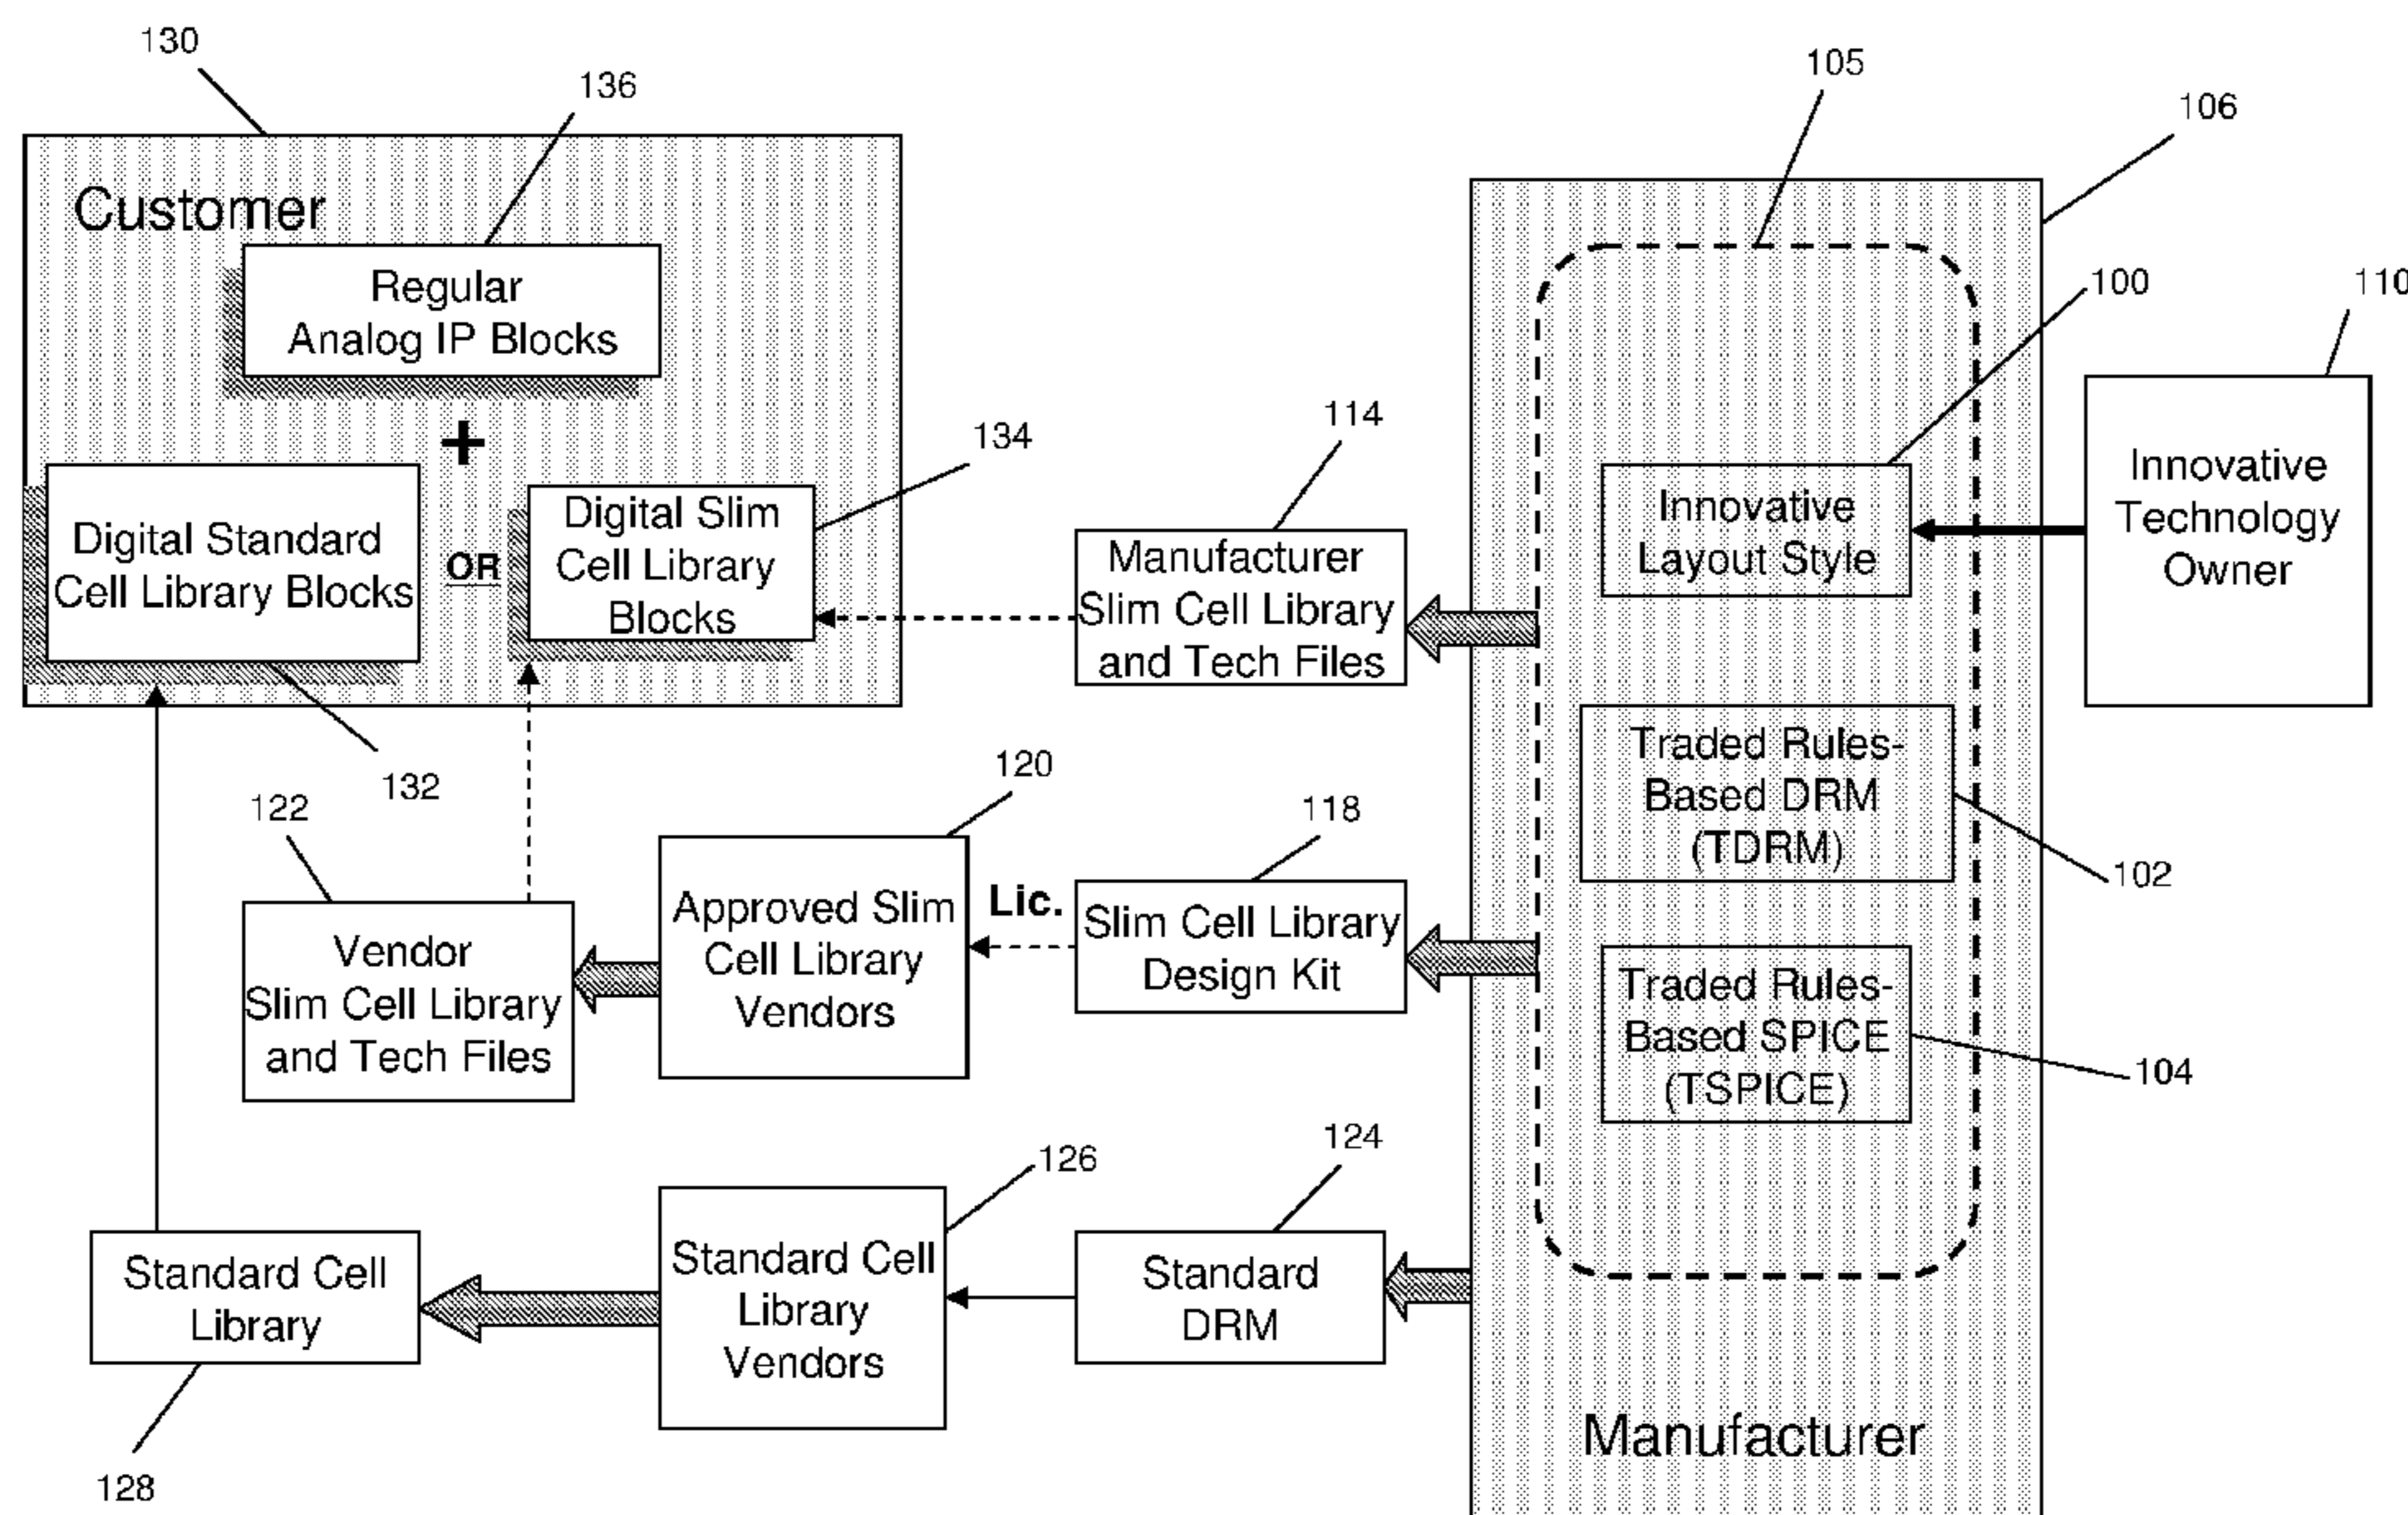 130
136
105
106
Customer
Regular
Analog IP Blocks
+
100
110
Digital Standard
Cell Library Blocks
OR
Digital Slim
Cell Library
Blocks
134
132
114
Manufacturer
Slim Cell Library
and Tech Files
Innovative
Layout Style
Innovative
Technology
Owner
Traded Rules-
Based DRM
(TDRM)
102
122
Vendor
Slim Cell Library
and Tech Files
120
Approved Slim
Cell Library
Vendors
Lic.
118
Slim Cell Library
Design Kit
Traded Rules-
Based SPICE
(TSPICE)
104
Standard Cell
Library
128
126
Standard Cell
Library
Vendors
124
Standard
DRM
Manufacturer